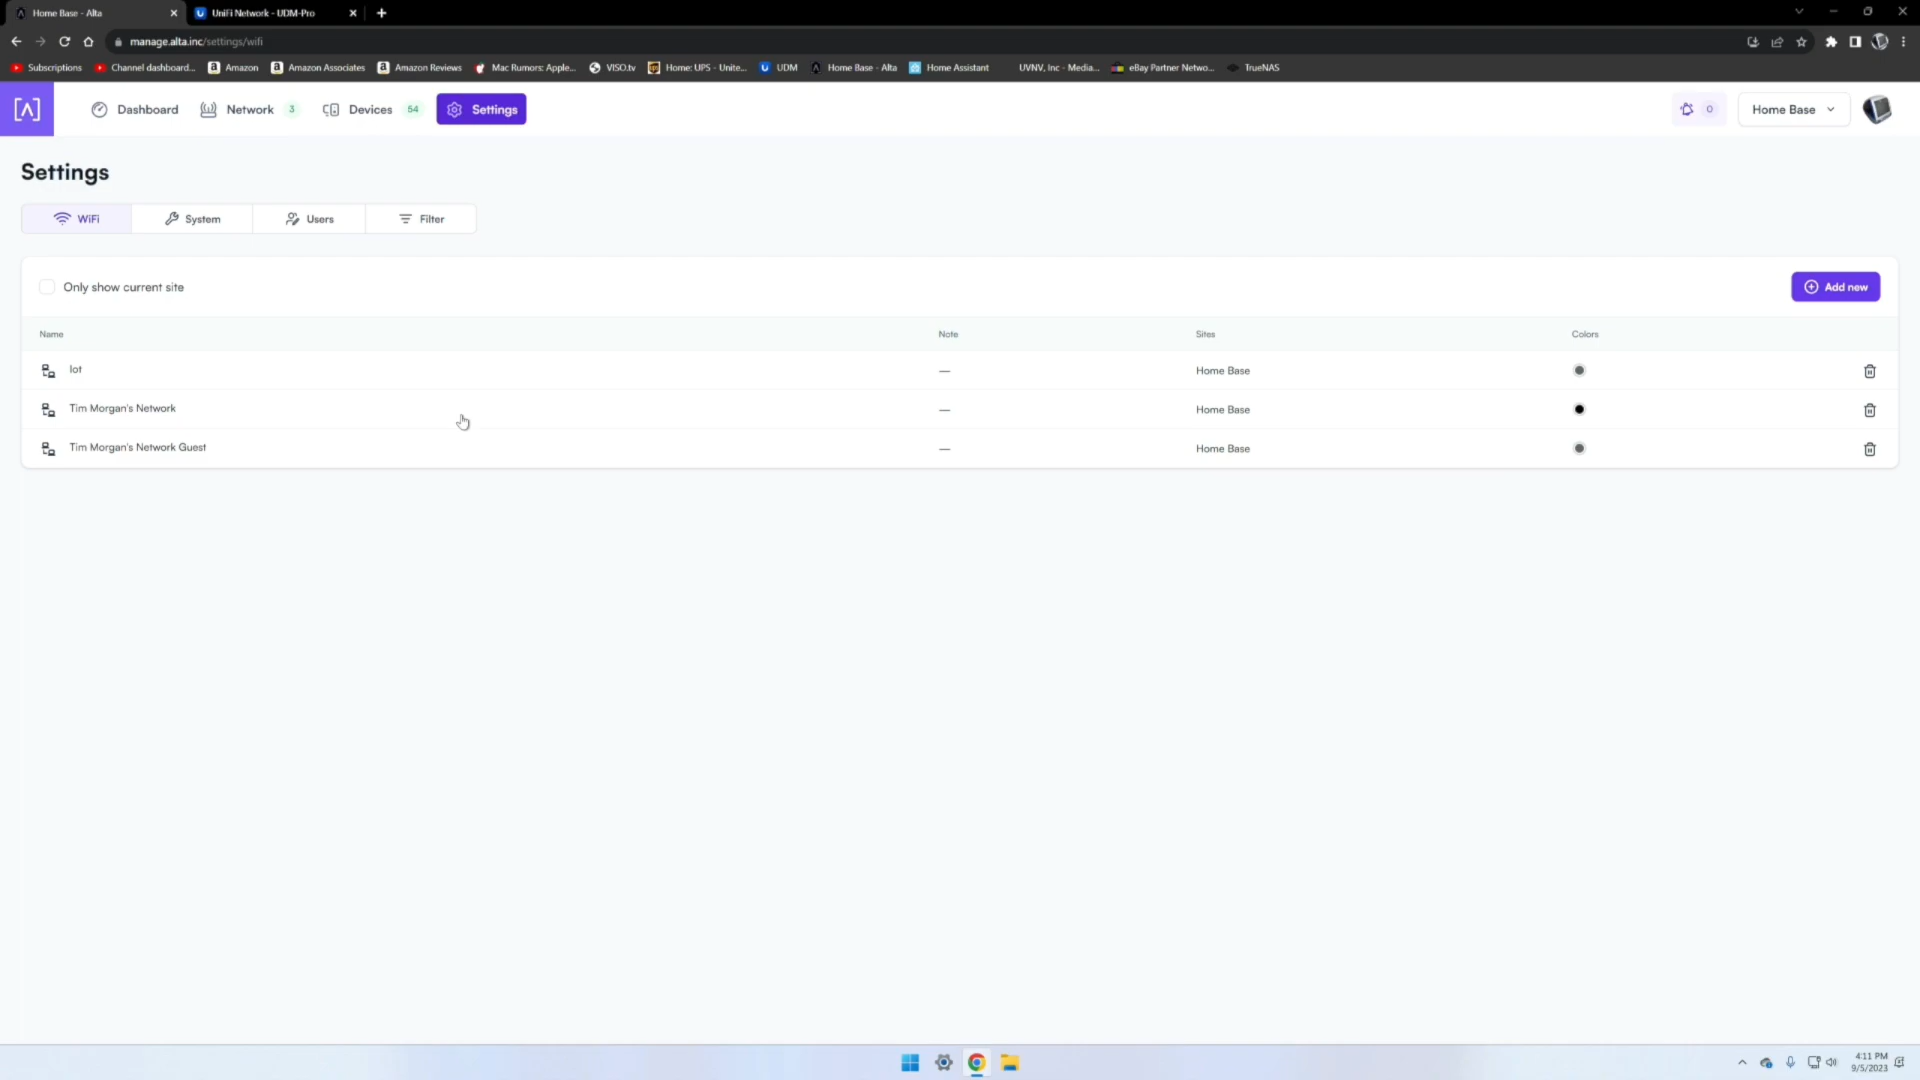 Home Base - Alta
UniFi Network - UDM-Pro
manage.alta.inc/settings/wifi
Subscriptions Channel dashboard... Amazon Amazon Associates Amazon Reviews Mac Rumors: Apple... VISO.tv Home: UPS - Unite... UDM Home Base - Alta Home Assistant UVNV, Inc - Media... eBay Partner Netwo... TrueNAS
Dashboard Network 3 Devices 54 Settings 0 Home Base
Settings
WiFi System Users Filter
Only show current site Add new
Name Note Sites Colors
Iot — Home Base
Tim Morgan's Network — Home Base
Tim Morgan's Network Guest — Home Base
4:11 PM
9/5/2023